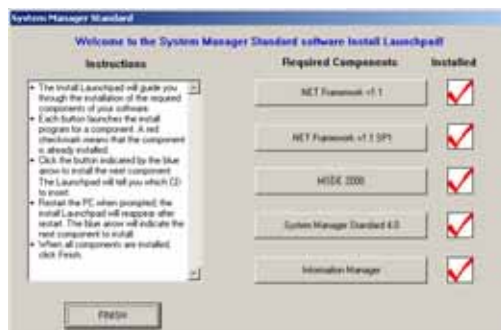 System Manager Standard
Welcome to the System Manager Standard software Install Launchpad!
Instructions
• The Install Launchpad will guide you
through the installation of the required
components of your software.
• Each button launches the install
program for a component. A red
checkmark means that the component
is already installed.
• Click the button indicated by the blue
arrow to install the next component.
The Launchpad will tell you which CD
to insert.
• Restart the PC when prompted, the
install Launchpad will reappear after
restart. The blue arrow will indicate the
next component to install.
• When all components are installed,
click Finish.
FINISH
Required Components
Installed
.NET Framework v1.1
.NET Framework v1.1 SP1
MSDE 2000
System Manager Standard 4.0
Information Manager